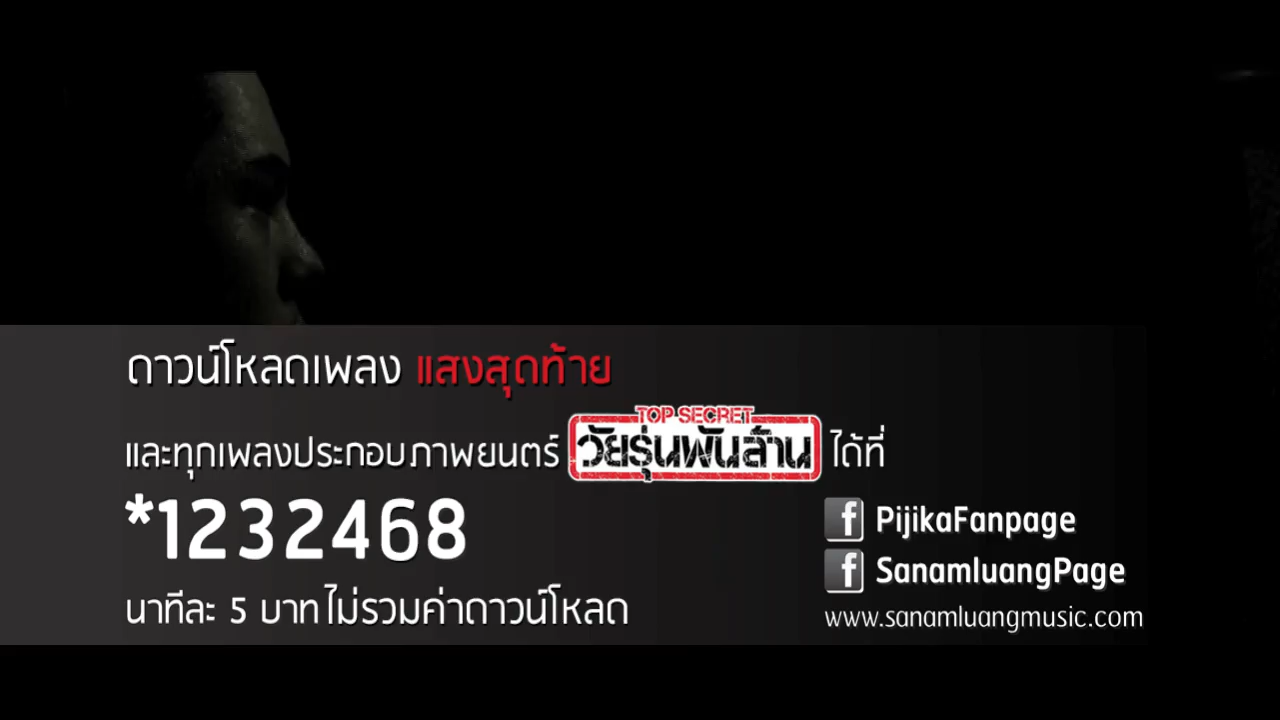 ดาวน์โหลดเพลง แสงสุดท้าย
TOP SECRET
และทุกเพลงประกอบภาพยนตร์ วัยรุ่นพันล้าน ได้ที่
*1232468
นาทีละ 5 บาท ไม่รวมค่าดาวน์โหลด
f PijikaFanpage
f SanamluangPage
www.sanamluangmusic.com